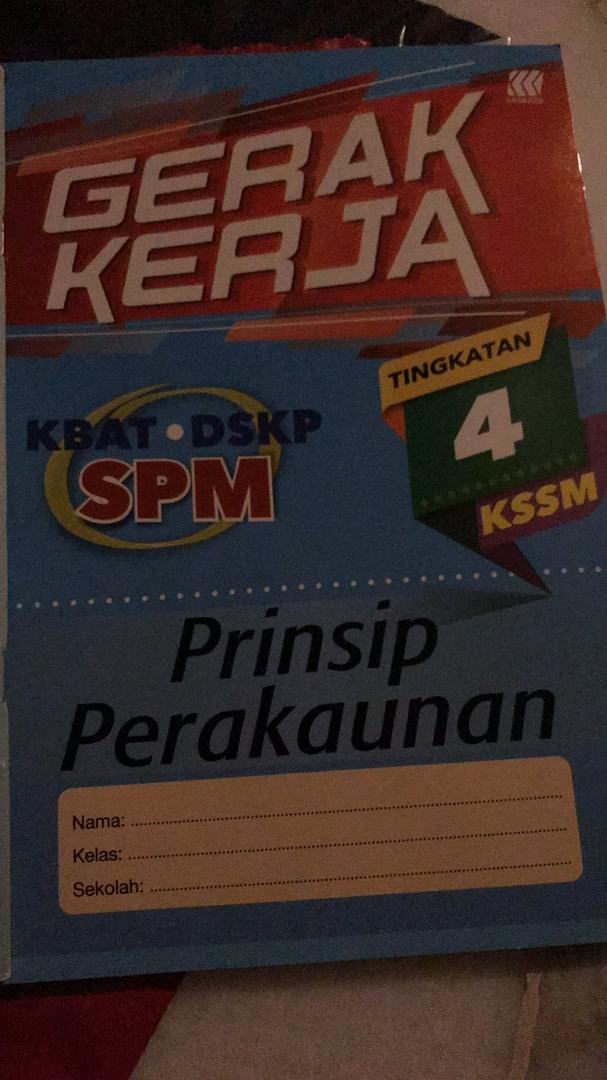 GERAK
KERJA
TINGKATAN
4
KSSM
KBAT • DSKP
SPM
Prinsip
Perakaunan
Nama: ........................................................................
Kelas: ........................................................................
Sekolah: ........................................................................